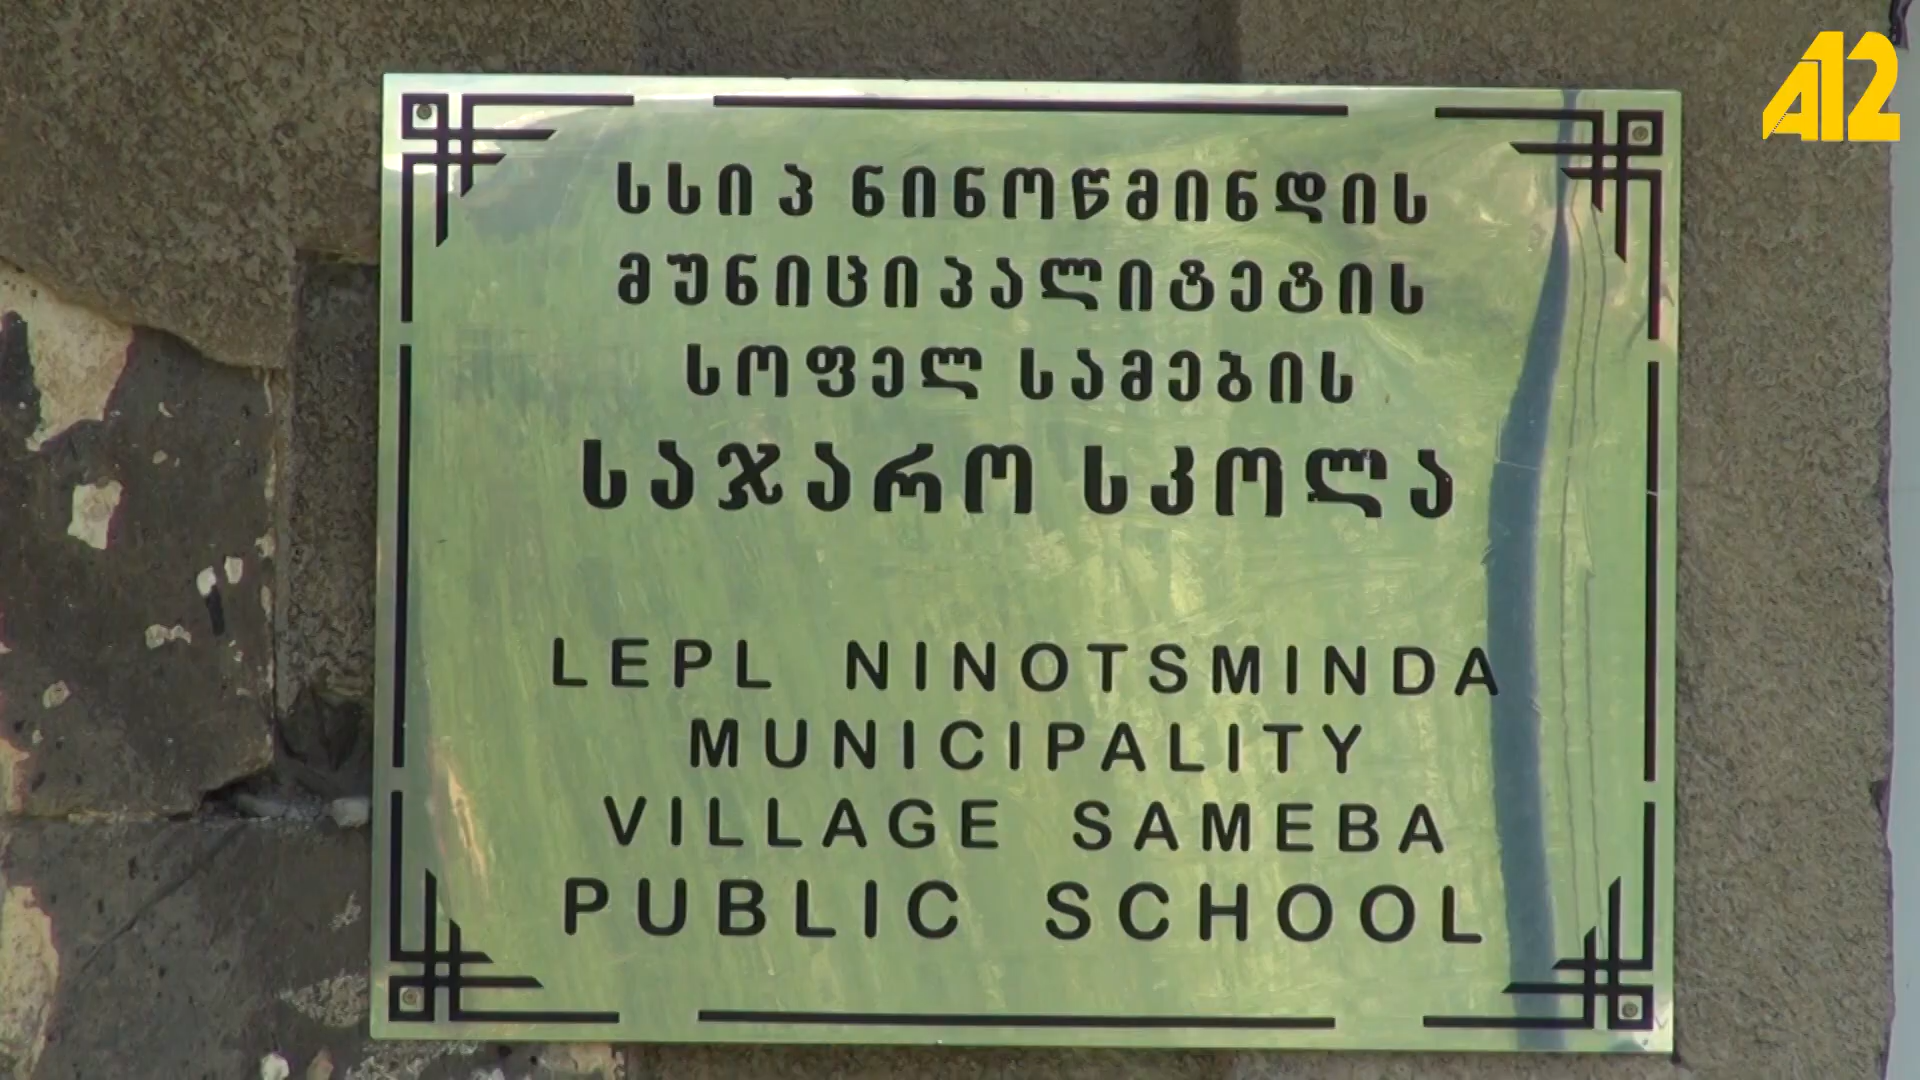 სსიპ ნინოწმინდის
მუნიციპალიტეტის
სოფელ სამების
საჯარო სკოლა
LEPL NINOTSMINDA
MUNICIPALITY
VILLAGE SAMEBA
PUBLIC SCHOOL
A12